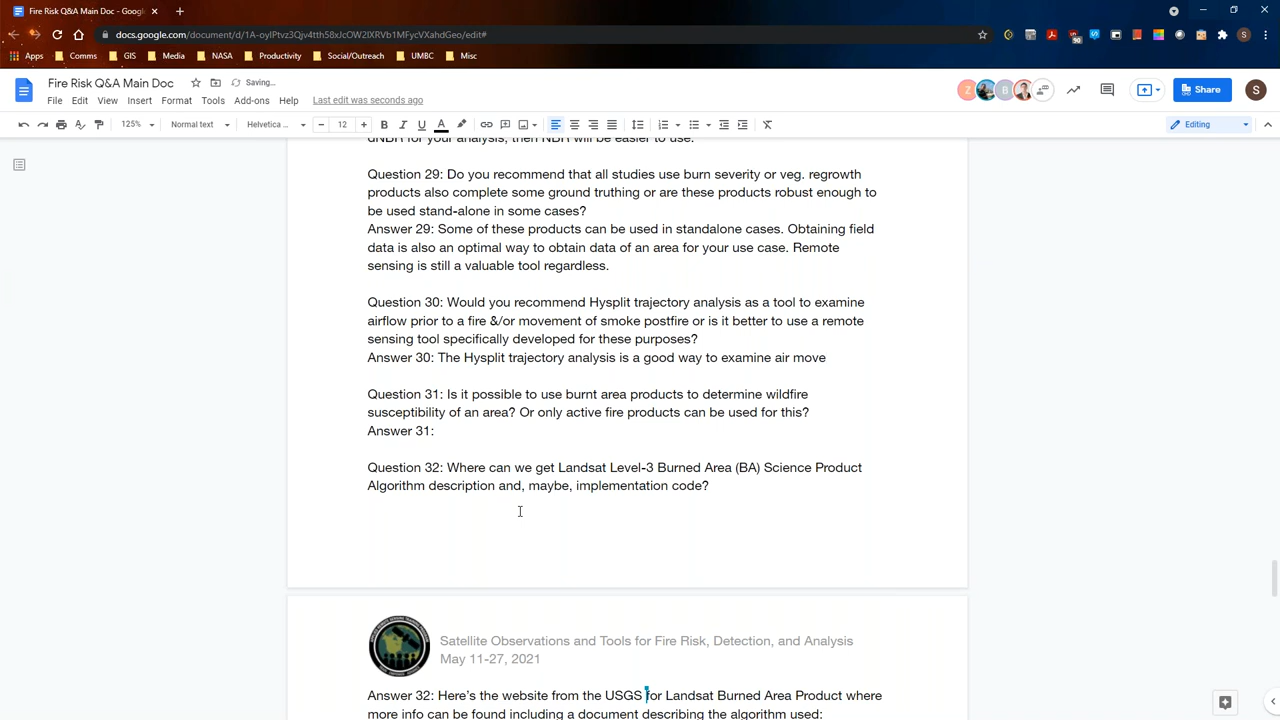 Fire Risk Q&A Main Doc - Googl
docs.google.com/document/d/1A-oyIPtvz3Qjv4tth58xJcOW2IXRVb1MFycVXahdGeo/edit#
Apps Comms GIS Media NASA Productivity Social/Outreach UMBC Misc
Fire Risk Q&A Main Doc Saving…
File Edit View Insert Format Tools Add-ons Help Last edit was seconds ago
Z B Share S
125% Normal text Helvetica ... 12 Editing
dNBR for your analysis, then NBR will be easier to use.
Question 29: Do you recommend that all studies use burn severity or veg. regrowth
products also complete some ground truthing or are these products robust enough to
be used stand-alone in some cases?
Answer 29: Some of these products can be used in standalone cases. Obtaining field
data is also an optimal way to obtain data of an area for your use case. Remote
sensing is still a valuable tool regardless.
Question 30: Would you recommend Hysplit trajectory analysis as a tool to examine
airflow prior to a fire &/or movement of smoke postfire or is it better to use a remote
sensing tool specifically developed for these purposes?
Answer 30: The Hysplit trajectory analysis is a good way to examine air move
Question 31: Is it possible to use burnt area products to determine wildfire
susceptibility of an area? Or only active fire products can be used for this?
Answer 31:
Question 32: Where can we get Landsat Level-3 Burned Area (BA) Science Product
Algorithm description and, maybe, implementation code?
Satellite Observations and Tools for Fire Risk, Detection, and Analysis
May 11-27, 2021
Answer 32: Here's the website from the USGS for Landsat Burned Area Product where
more info can be found including a document describing the algorithm used: